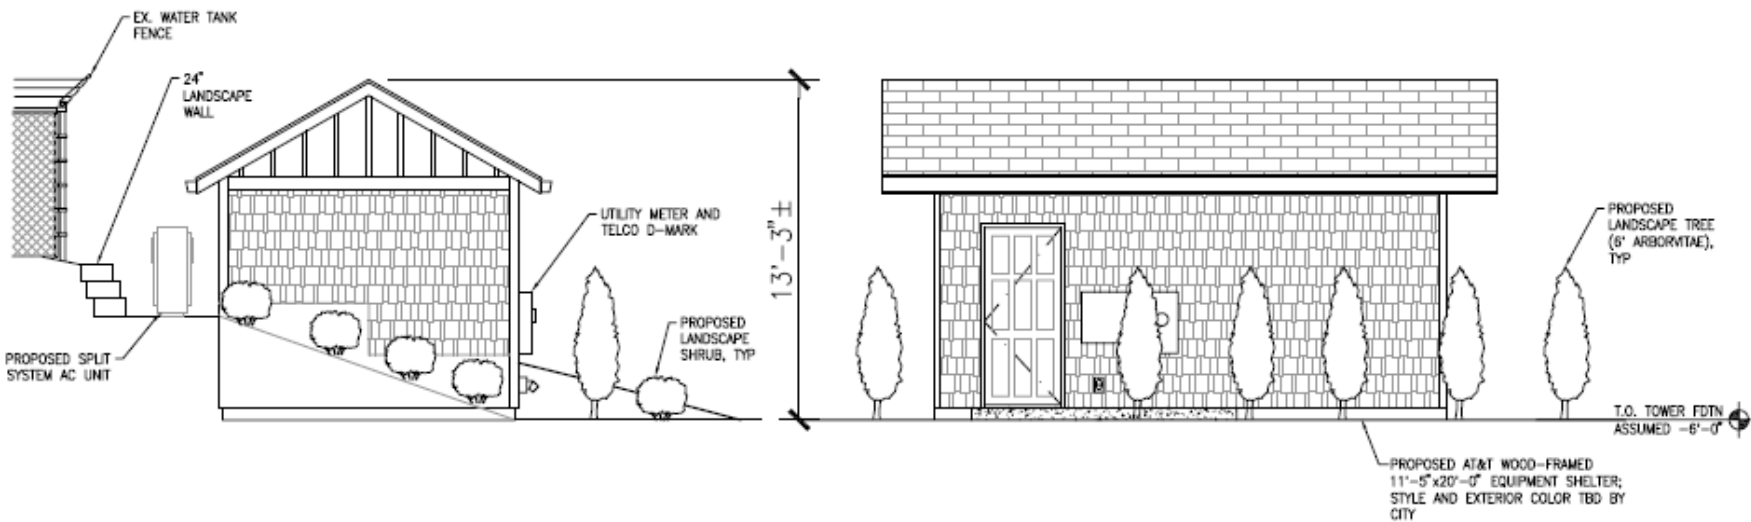 EX. WATER TANK
FENCE
24"
LANDSCAPE
WALL
UTILITY METER AND
TELCO D-MARK
PROPOSED
LANDSCAPE
SHRUB, TYP
PROPOSED SPLIT
SYSTEM AC UNIT
13'-3" ±
PROPOSED
LANDSCAPE TREE
(6' ARBORVITAE),
TYP
T.O. TOWER FDTN
ASSUMED -6'-0"
PROPOSED AT&T WOOD-FRAMED
11'-5"x20'-0" EQUIPMENT SHELTER;
STYLE AND EXTERIOR COLOR TBD BY
CITY